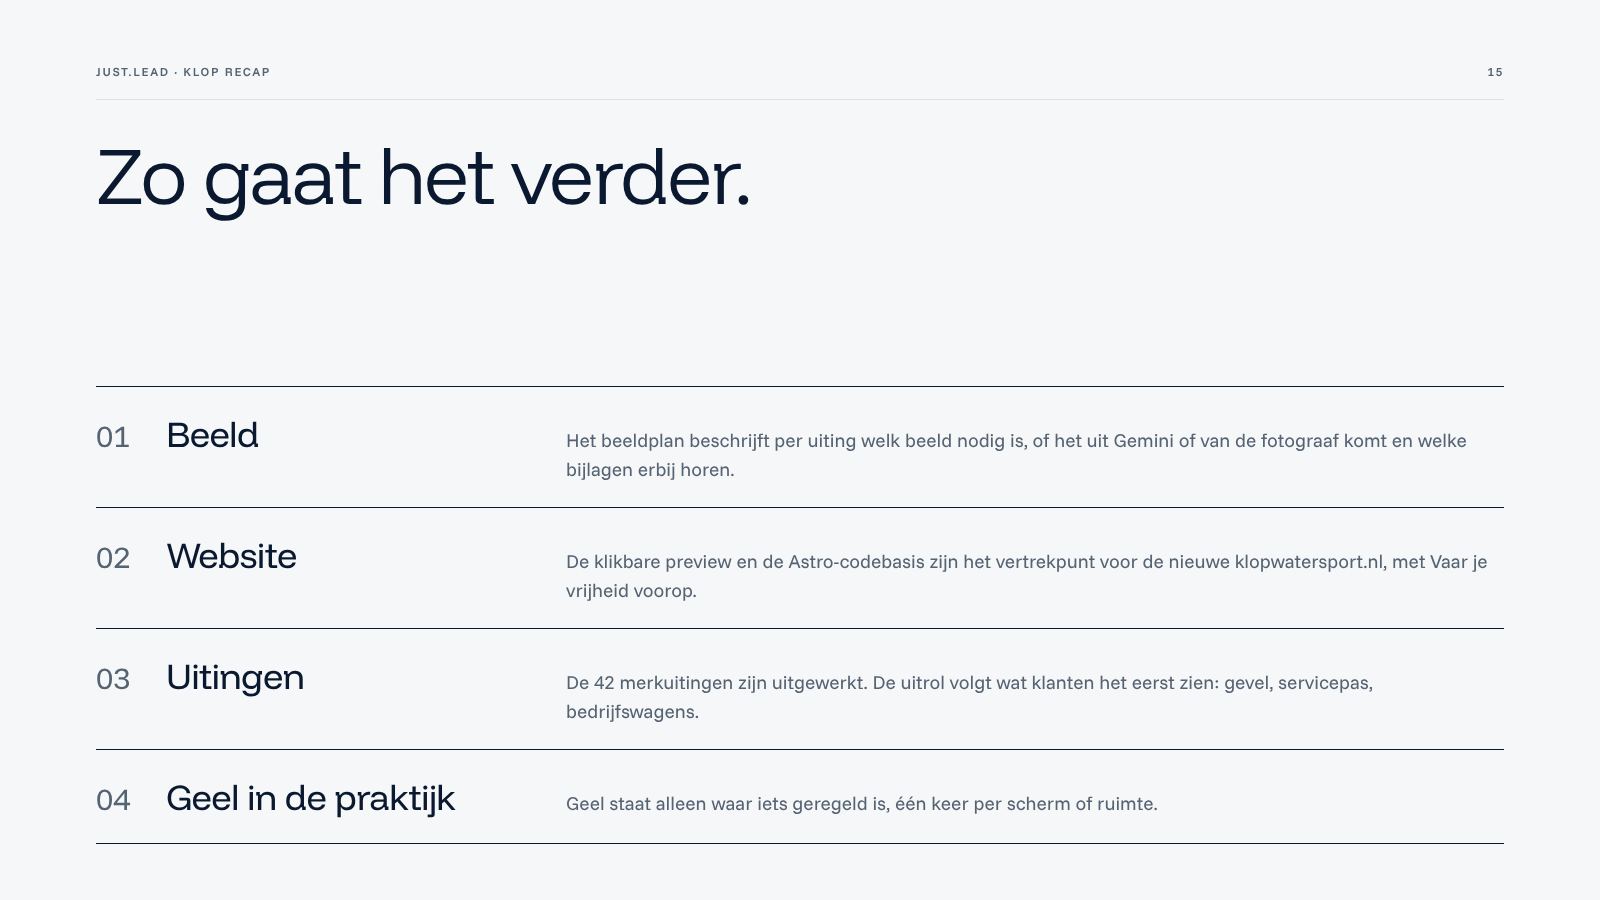 JUST.LEAD · KLOP RECAP
15
Zo gaat het verder.
01 Beeld
Het beeldplan beschrijft per uiting welk beeld nodig is, of het uit Gemini of van de fotograaf komt en welke
bijlagen erbij horen.
02 Website
De klikbare preview en de Astro-codebasis zijn het vertrekpunt voor de nieuwe klopwatersport.nl, met Vaar je
vrijheid voorop.
03 Uitingen
De 42 merkuitingen zijn uitgewerkt. De uitrol volgt wat klanten het eerst zien: gevel, servicepas,
bedrijfswagens.
04 Geel in de praktijk
Geel staat alleen waar iets geregeld is, één keer per scherm of ruimte.